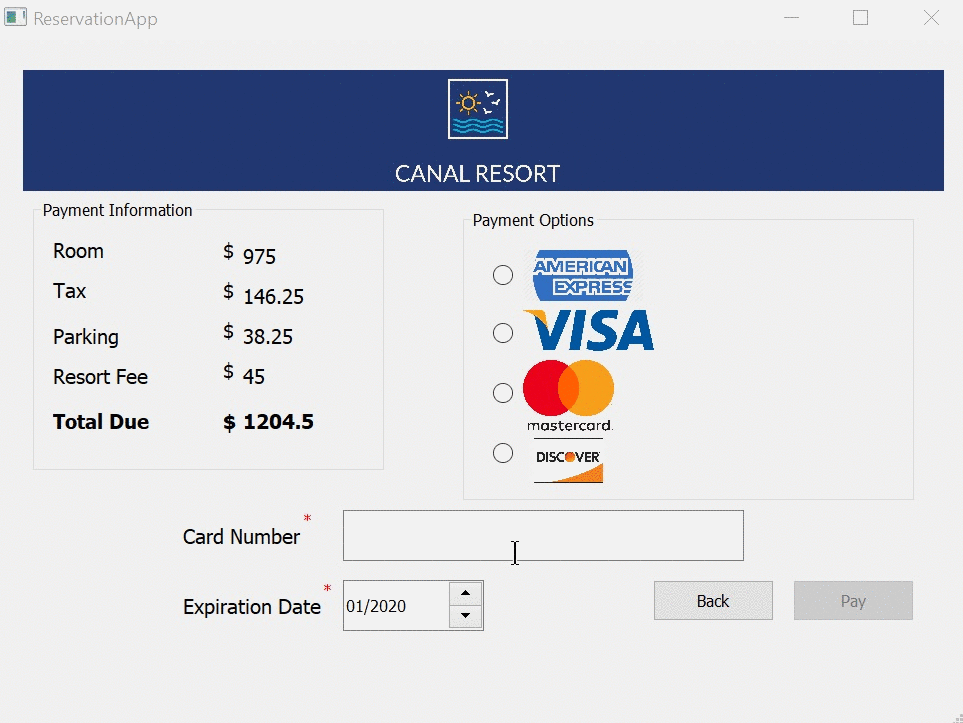 ReservationApp
CANAL RESORT
Payment Information
Room $ 975
Tax $ 146.25
Parking $ 38.25
Resort Fee $ 45
Total Due $ 1204.5
Payment Options
AMERICAN
EXPRESS
VISA
mastercard.
DISCOVER
Card Number *
Expiration Date * 01/2020
Back
Pay